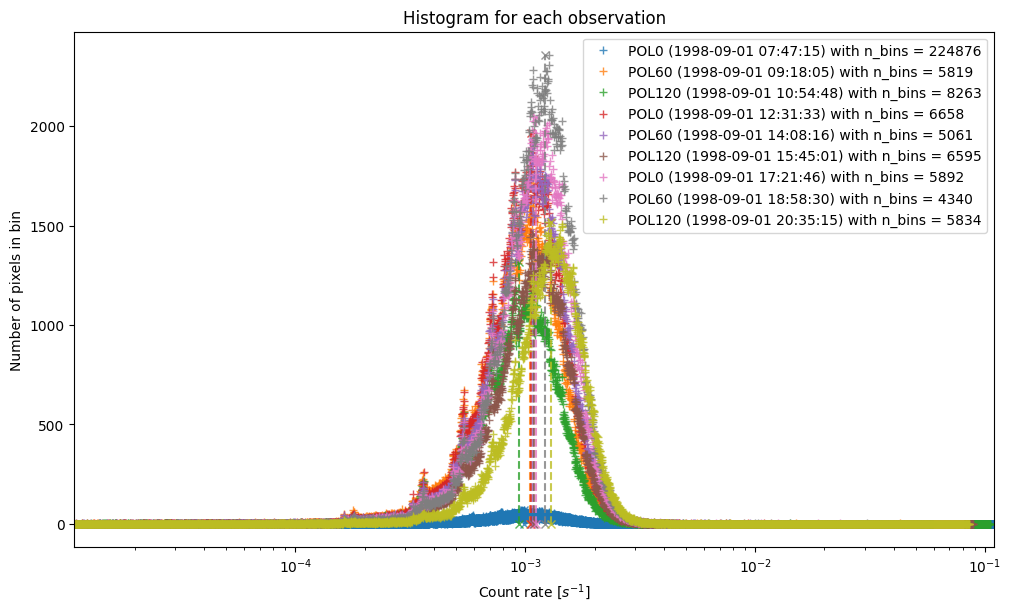 Histogram for each observation
POL0 (1998-09-01 07:47:15) with n_bins = 224876
POL60 (1998-09-01 09:18:05) with n_bins = 5819
POL120 (1998-09-01 10:54:48) with n_bins = 8263
POL0 (1998-09-01 12:31:33) with n_bins = 6658
POL60 (1998-09-01 14:08:16) with n_bins = 5061
POL120 (1998-09-01 15:45:01) with n_bins = 6595
POL0 (1998-09-01 17:21:46) with n_bins = 5892
POL60 (1998-09-01 18:58:30) with n_bins = 4340
POL120 (1998-09-01 20:35:15) with n_bins = 5834
Number of pixels in bin
2000
1500
1000
500
0
10⁻⁴ 10⁻³ 10⁻² 10⁻¹
Count rate [s⁻¹]